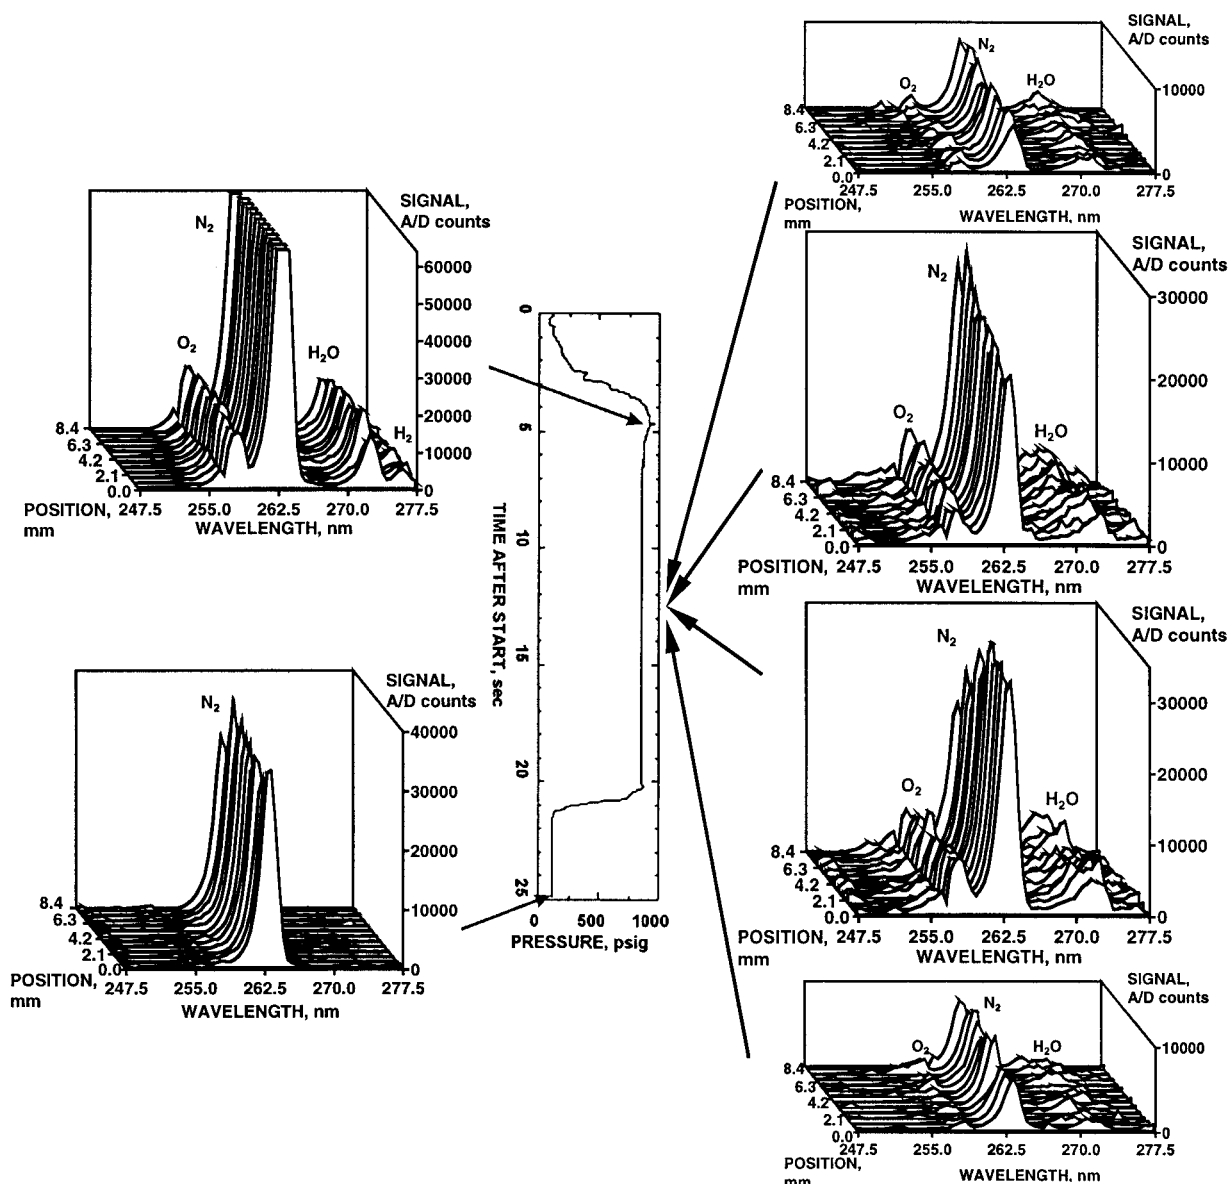 SIGNAL,
A/D counts
N2
O2
H2O
H2
60000
50000
40000
30000
20000
10000
0
8.4
6.3
4.2
2.1
0.0
POSITION,
mm
247.5 255.0 262.5 270.0 277.5
WAVELENGTH, nm
SIGNAL,
A/D counts
N2
40000
30000
20000
10000
0
8.4
6.3
4.2
2.1
0.0
POSITION,
mm
247.5 255.0 262.5 270.0 277.5
WAVELENGTH, nm
0
5
10
15
20
25
TIME AFTER START, sec
0 500 1000
PRESSURE, psig
SIGNAL,
A/D counts
N2
O2
H2O
10000
0
8.4
6.3
4.2
2.1
0.0
247.5 255.0 262.5 270.0 277.5
POSITION,
mm
WAVELENGTH, nm
SIGNAL,
A/D counts
N2
O2
H2O
30000
20000
10000
0
8.4
6.3
4.2
2.1
0.0
POSITION,
mm
247.5 255.0 262.5 270.0 277.5
WAVELENGTH, nm
SIGNAL,
A/D counts
N2
O2
H2O
30000
20000
10000
0
8.4
6.3
4.2
2.1
0.0
POSITION,
mm
247.5 255.0 262.5 270.0 277.5
WAVELENGTH, nm
SIGNAL,
A/D counts
N2
O2
H2O
10000
0
8.4
6.3
4.2
2.1
0.0
247.5 255.0 262.5 270.0 277.5
POSITION,
mm
WAVELENGTH, nm